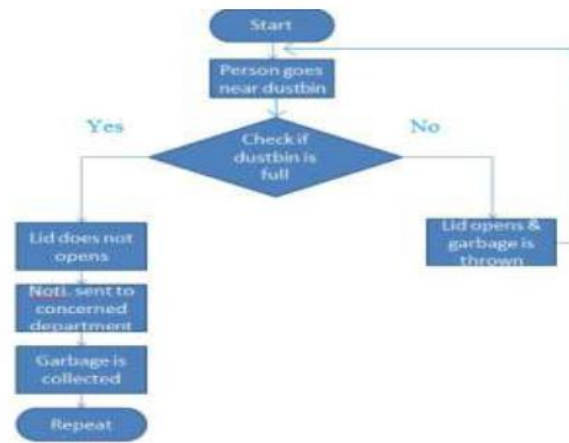 Start
Person goes
near dustbin
Yes
No
Check if
dustbin is
full
Lid does not
opens
Lid opens &
garbage is
thrown
Noti. sent to
concerned
department
Garbage is
collected
Repeat